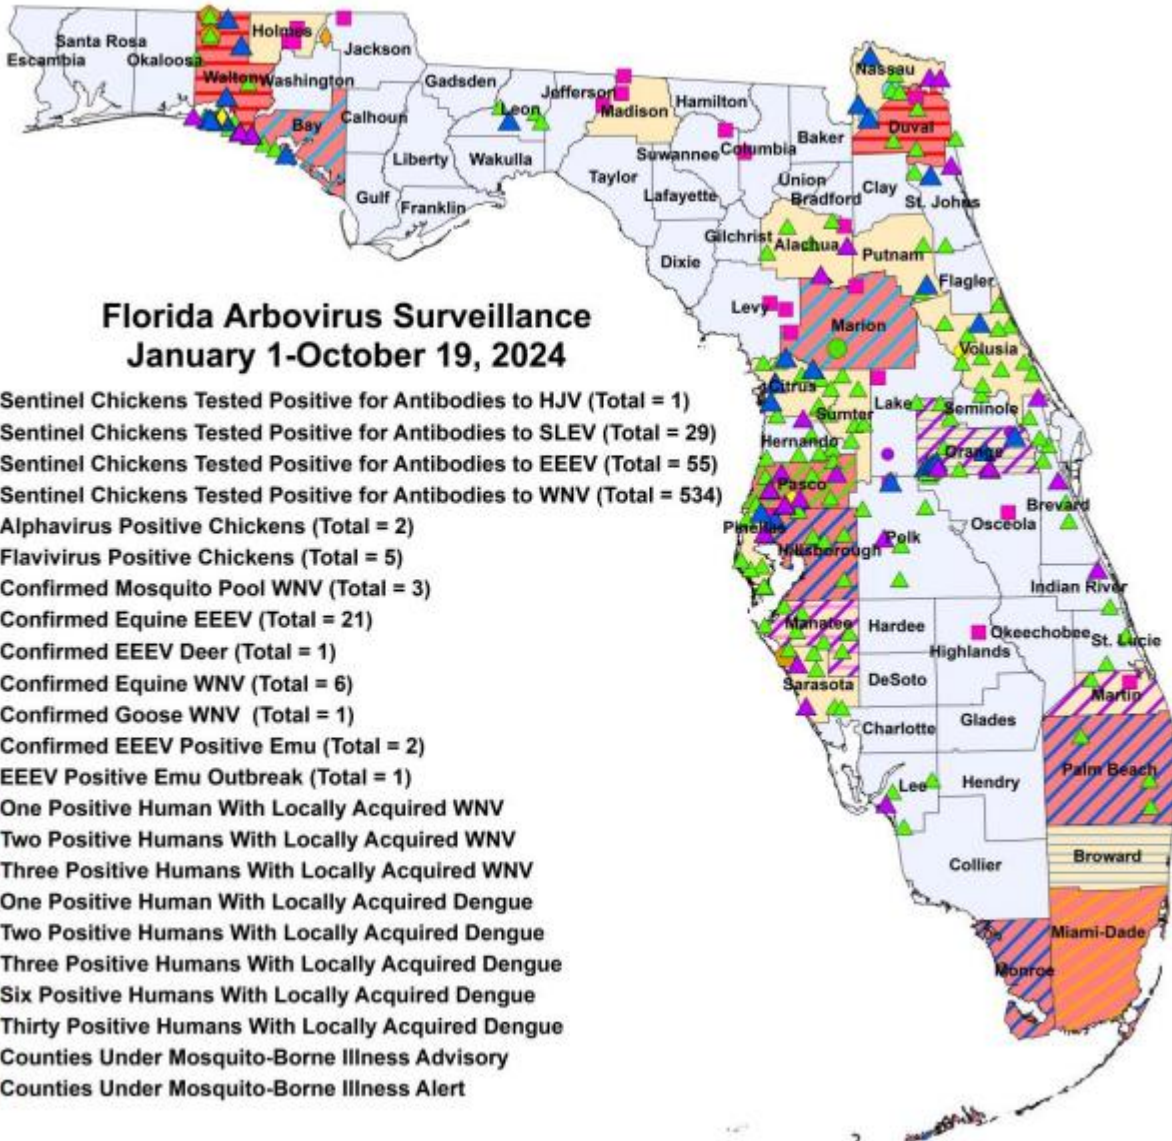 Santa Rosa
Escambia
Okaloosa
Walton
Holmes
Washington
Jackson
Bay
Calhoun
Gadsden
Liberty
Gulf
Franklin
Leon
Wakulla
Jefferson
Madison
Taylor
Hamilton
Suwannee
Lafayette
Columbia
Dixie
Gilchrist
Baker
Union
Bradford
Nassau
Duval
Clay
St. Johns
Alachua
Putnam
Flagler
Levy
Marion
Volusia
Citrus
Sumter
Lake
Seminole
Hernando
Orange
Pasco
Pinellas
Hillsborough
Polk
Osceola
Brevard
Indian River
Manatee
Hardee
Highlands
Okeechobee
St. Lucie
Sarasota
DeSoto
Martin
Charlotte
Glades
Lee
Hendry
Palm Beach
Collier
Broward
Monroe
Miami-Dade
Florida Arbovirus Surveillance
January 1-October 19, 2024
Sentinel Chickens Tested Positive for Antibodies to HJV (Total = 1)
Sentinel Chickens Tested Positive for Antibodies to SLEV (Total = 29)
Sentinel Chickens Tested Positive for Antibodies to EEEV (Total = 55)
Sentinel Chickens Tested Positive for Antibodies to WNV (Total = 534)
Alphavirus Positive Chickens (Total = 2)
Flavivirus Positive Chickens (Total = 5)
Confirmed Mosquito Pool WNV (Total = 3)
Confirmed Equine EEEV (Total = 21)
Confirmed EEEV Deer (Total = 1)
Confirmed Equine WNV (Total = 6)
Confirmed Goose WNV (Total = 1)
Confirmed EEEV Positive Emu (Total = 2)
EEEV Positive Emu Outbreak (Total = 1)
One Positive Human With Locally Acquired WNV
Two Positive Humans With Locally Acquired WNV
Three Positive Humans With Locally Acquired WNV
One Positive Human With Locally Acquired Dengue
Two Positive Humans With Locally Acquired Dengue
Three Positive Humans With Locally Acquired Dengue
Six Positive Humans With Locally Acquired Dengue
Thirty Positive Humans With Locally Acquired Dengue
Counties Under Mosquito-Borne Illness Advisory
Counties Under Mosquito-Borne Illness Alert